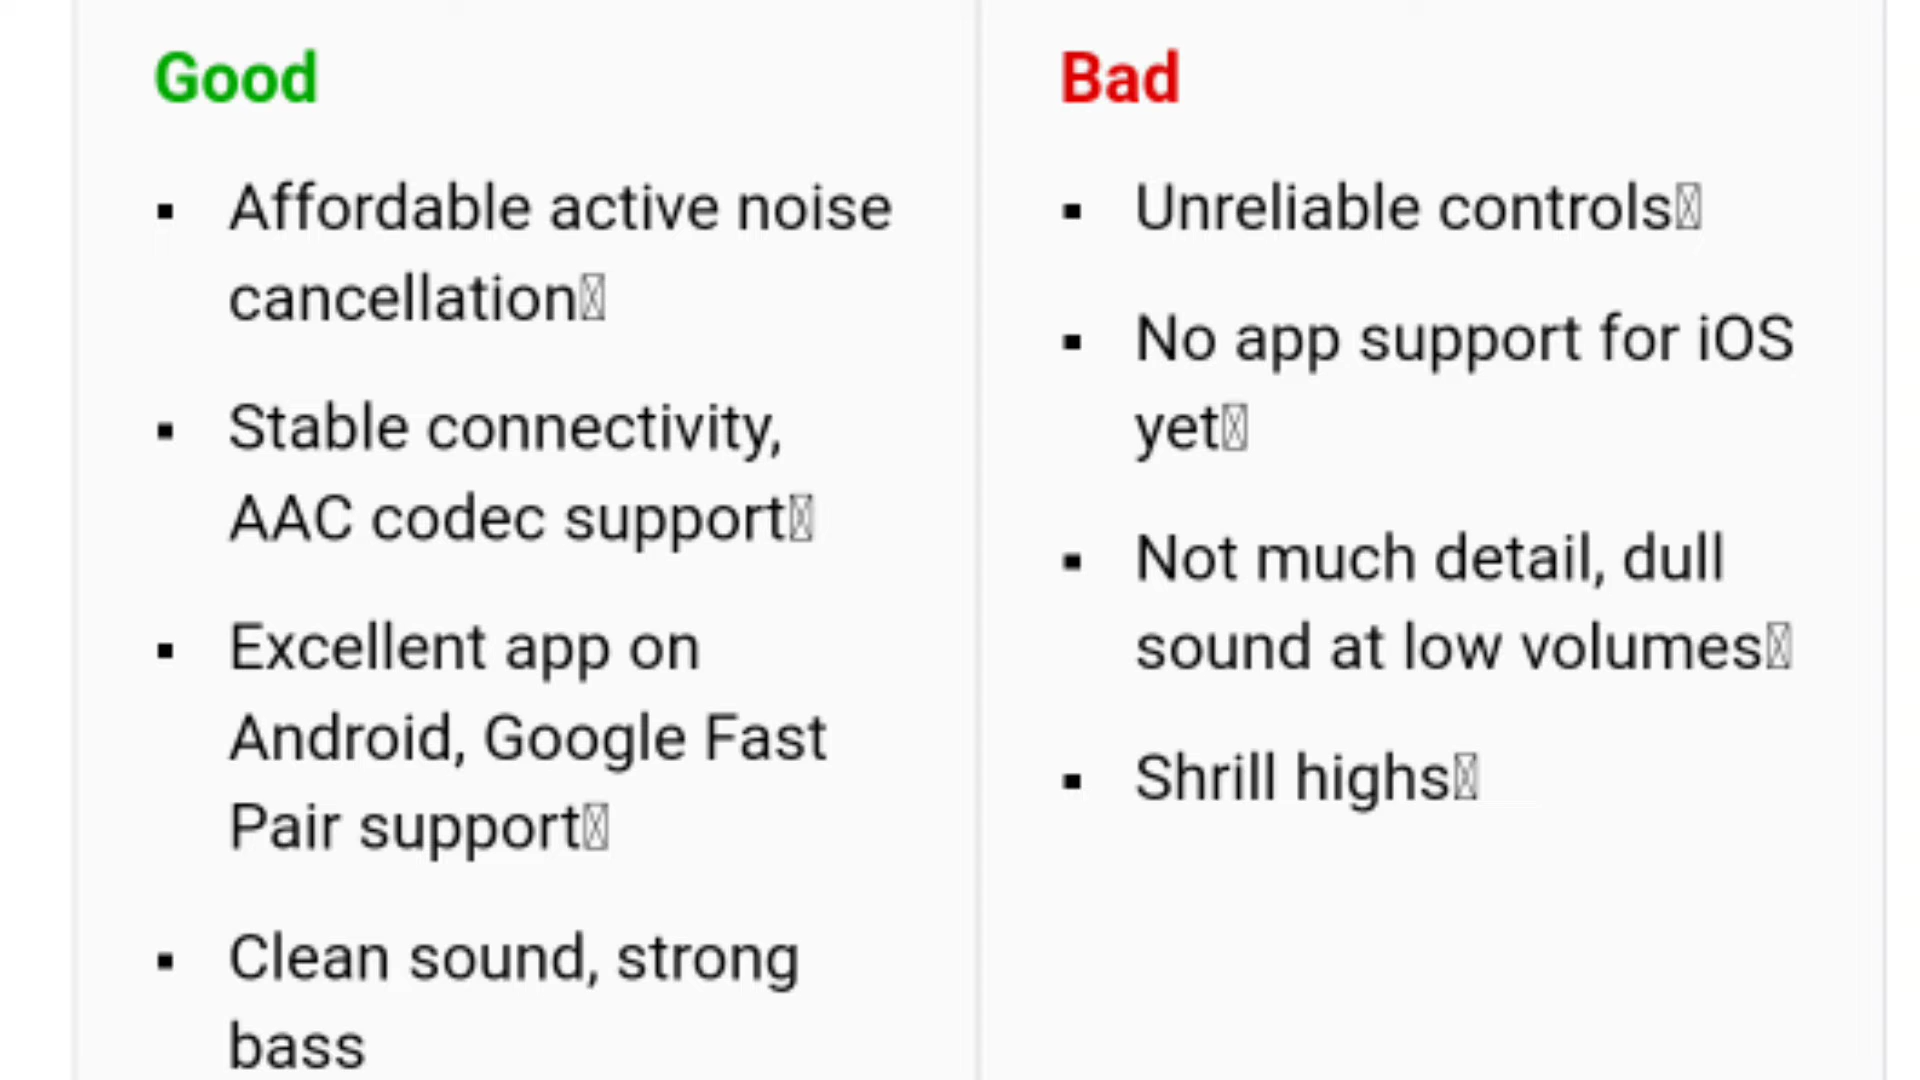 Good
▪ Affordable active noise
cancellation
▪ Stable connectivity,
AAC codec support
▪ Excellent app on
Android, Google Fast
Pair support
▪ Clean sound, strong
bass
Bad
▪ Unreliable controls
▪ No app support for iOS
yet
▪ Not much detail, dull
sound at low volumes
▪ Shrill highs